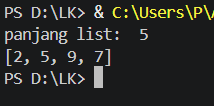 PS D:\LK> & C:\Users\P\A
panjang list:  5
[2, 5, 9, 7]
PS D:\LK>